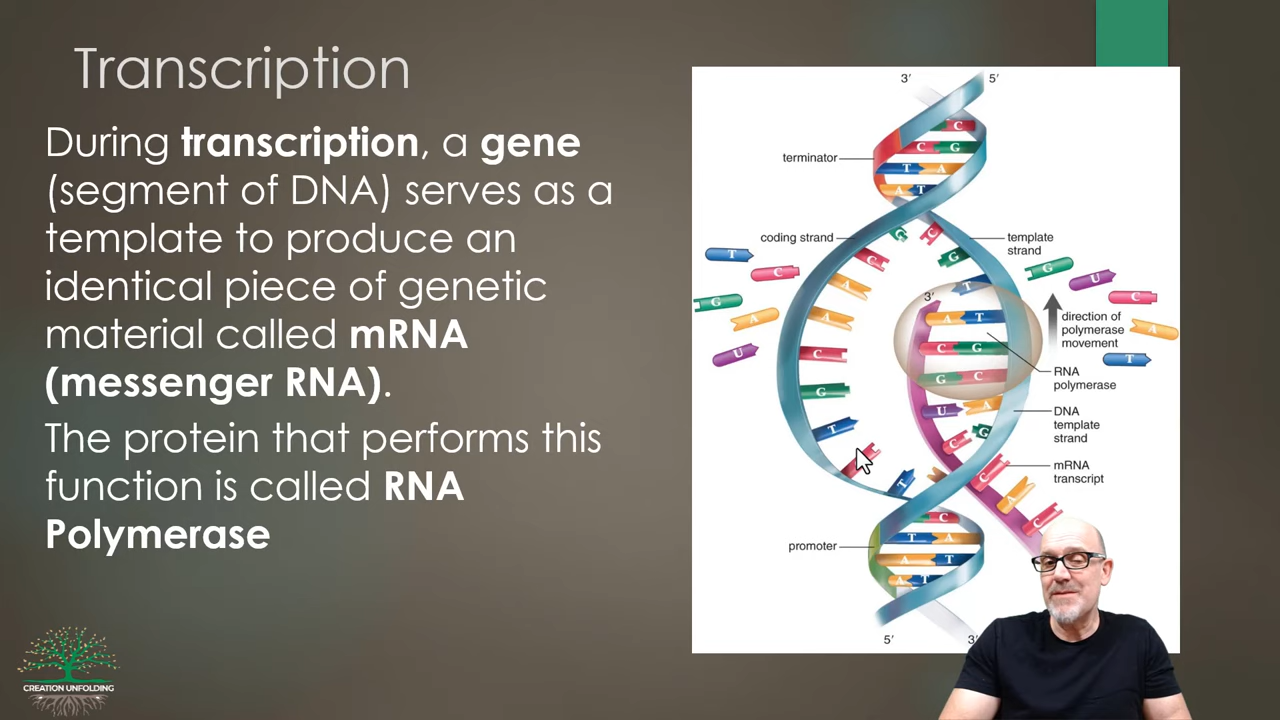 Transcription
During transcription, a gene
(segment of DNA) serves as a
template to produce an
identical piece of genetic
material called mRNA
(messenger RNA).
The protein that performs this
function is called RNA
Polymerase
CREATION UNFOLDING
3′ 5′
C
C G
terminator
T A
A T
coding strand
G C
template
strand
T
C
C
G
G
U
A
T
C
3′
G
A
A
A T
direction of
polymerase
movement
A
U
C
C G
T
RNA
polymerase
G C
G
U A
DNA
template
strand
T
C G
C
mRNA
transcript
T
A
C
C
promoter
T A
A T
A T
5′ 3′